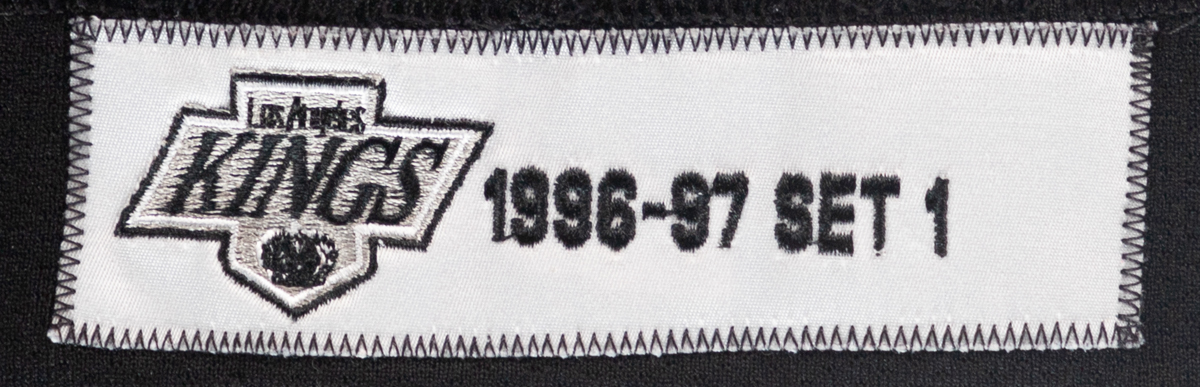 Los Angeles
KINGS
1996-97 SET 1